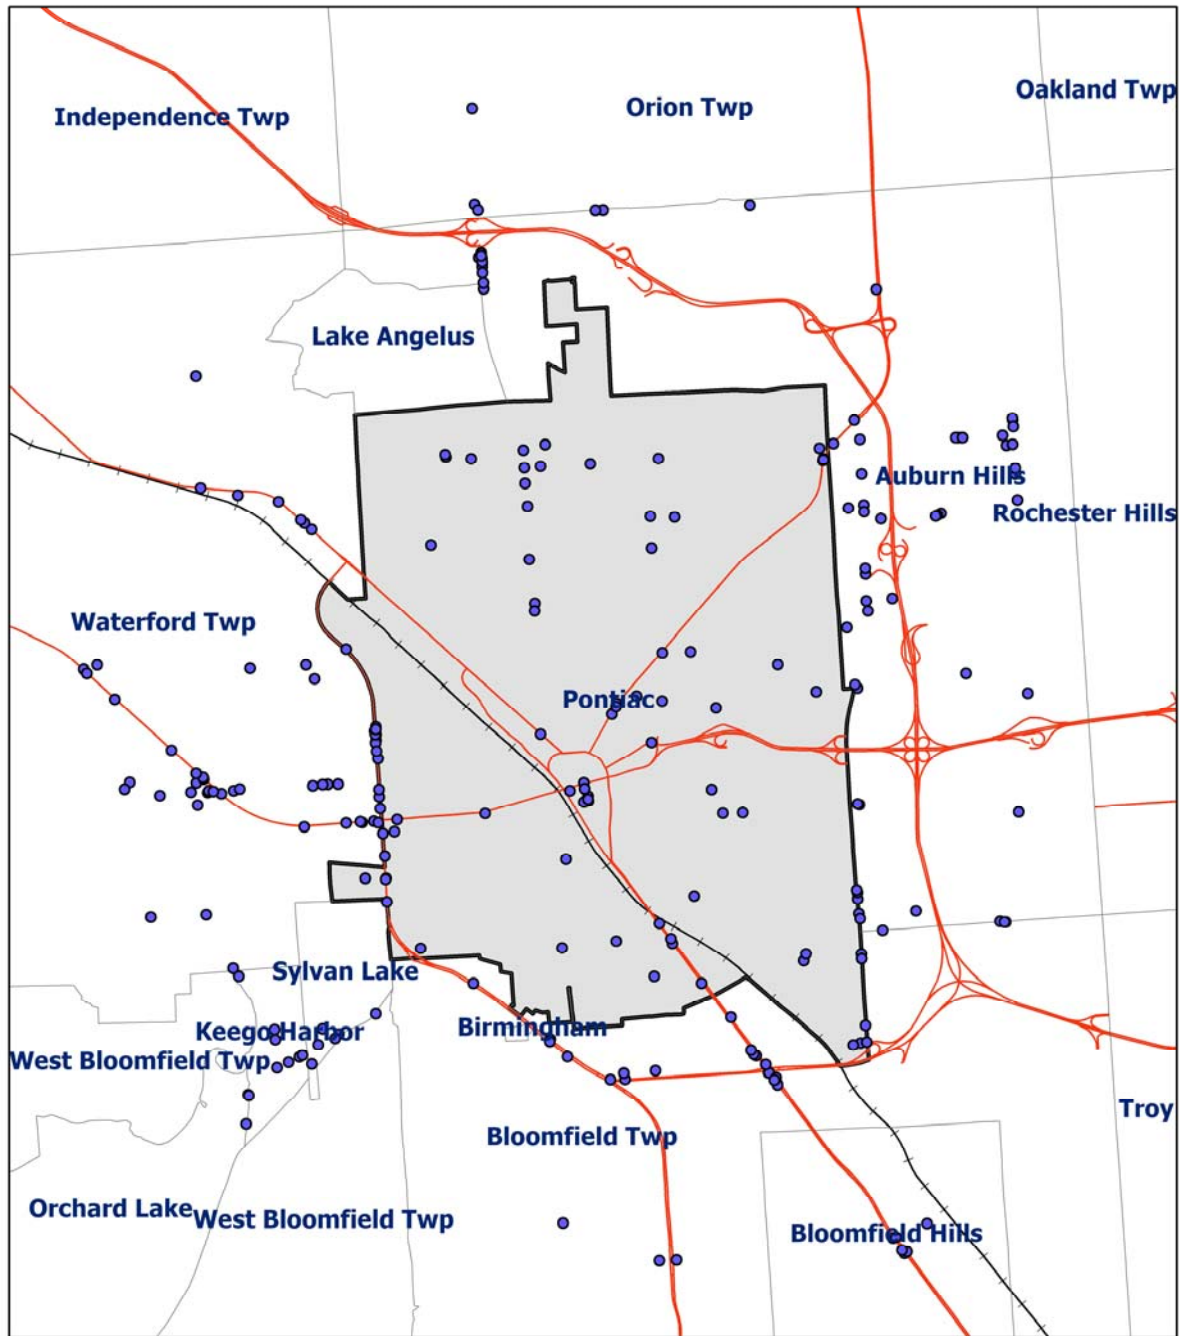 Oakland Twp
Orion Twp
Independence Twp
Lake Angelus
Auburn Hills
Rochester Hills
Waterford Twp
Pontiac
Sylvan Lake
Keego Harbor
Birmingham
West Bloomfield Twp
Troy
Bloomfield Twp
Orchard Lake
West Bloomfield Twp
Bloomfield Hills